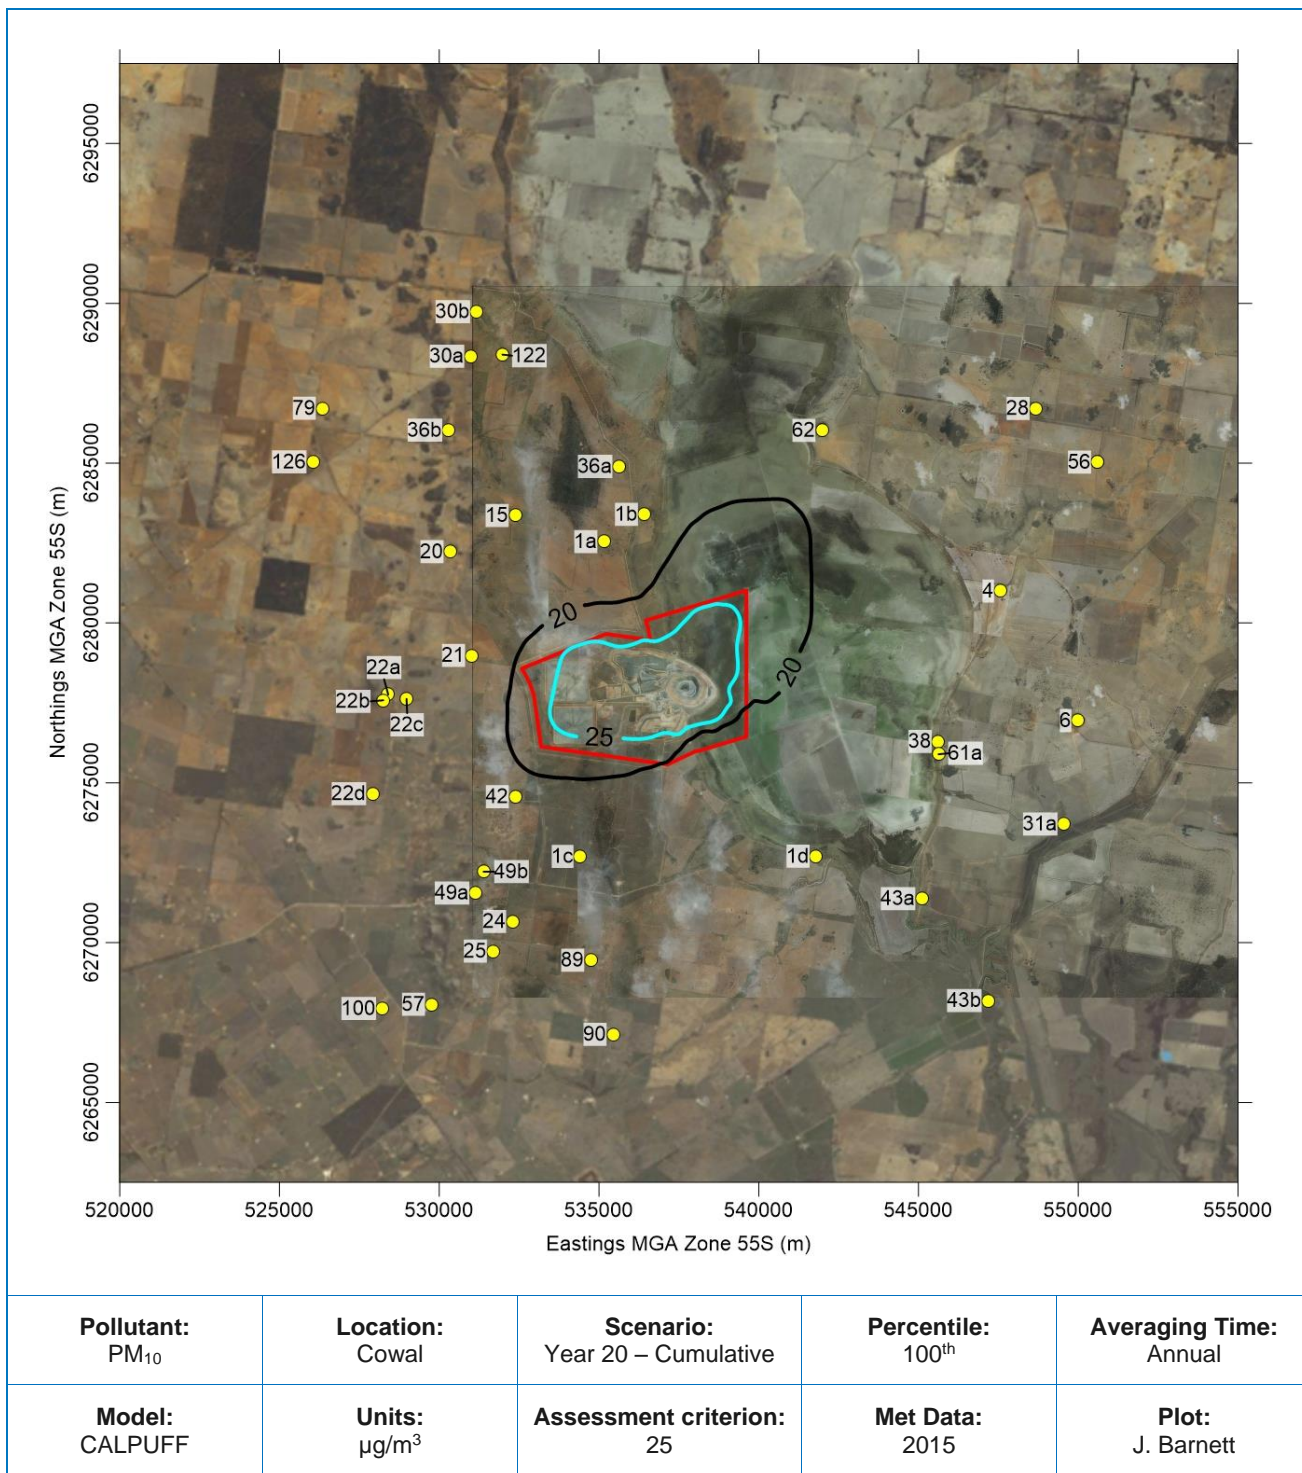 6295000
6290000
30b
30a
122
79
36b
62
28
126
6285000
36a
56
15
1b
1a
20
4
20
6280000
21
22a
20
22b
22c
6
25
38
61a
6275000
22d
42
31a
1c
1d
49b
49a
43a
24
25
89
6270000
100
57
43b
90
6265000
Northings MGA Zone 55S (m)
520000 525000 530000 535000 540000 545000 550000 555000
Eastings MGA Zone 55S (m)
Pollutant:
PM₁₀
Location:
Cowal
Scenario:
Year 20 – Cumulative
Percentile:
100ᵗʰ
Averaging Time:
Annual
Model:
CALPUFF
Units:
µg/m³
Assessment criterion:
25
Met Data:
2015
Plot:
J. Barnett